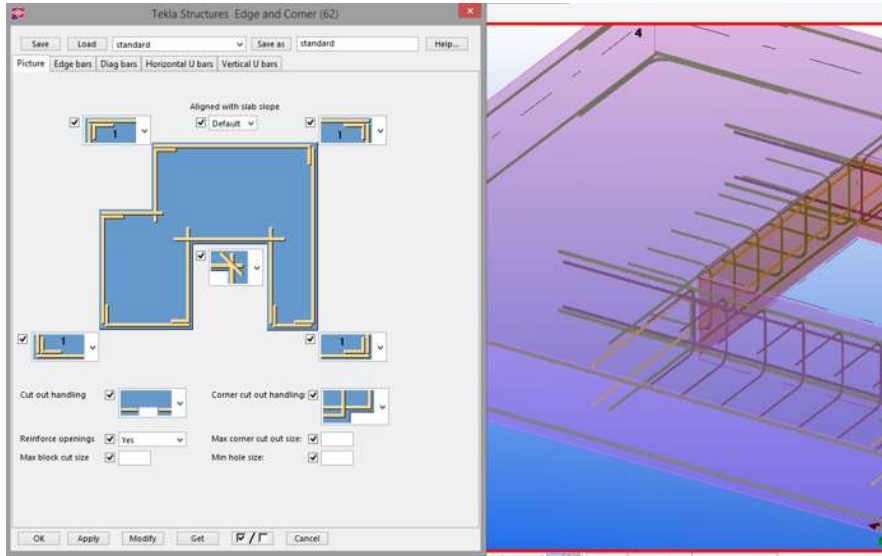 Tekla Structures Edge and Corner (62)
Save Load standard Save as standard Help...
Picture Edge bars Diag bars Horizontal U bars Vertical U bars
Aligned with slab slope
1 Default 1
1 1
Cut out handling Corner cut out handling:
Reinforce openings Yes Max corner cut out size:
Max block cut size Min hole size:
OK Apply Modify Get Cancel
4